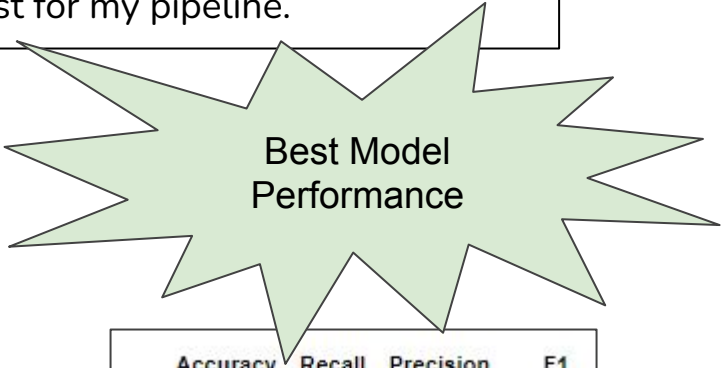 st for my pipeline.
Best Model
Performance
Accuracy Recall Precision F1